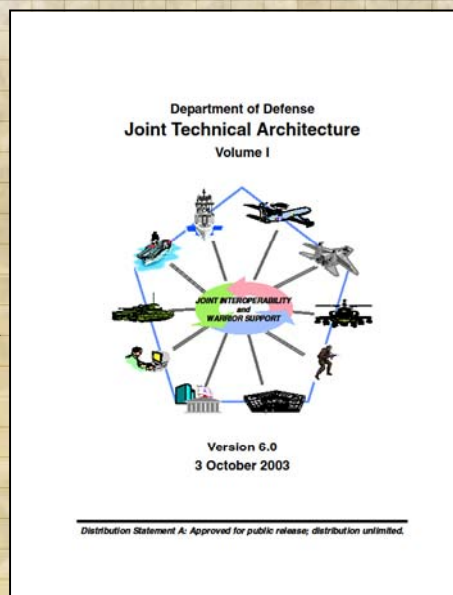 Department of Defense
Joint Technical Architecture
Volume I
JOINT INTEROPERABILITY
and
WARRIOR SUPPORT
Version 6.0
3 October 2003
Distribution Statement A: Approved for public release; distribution unlimited.